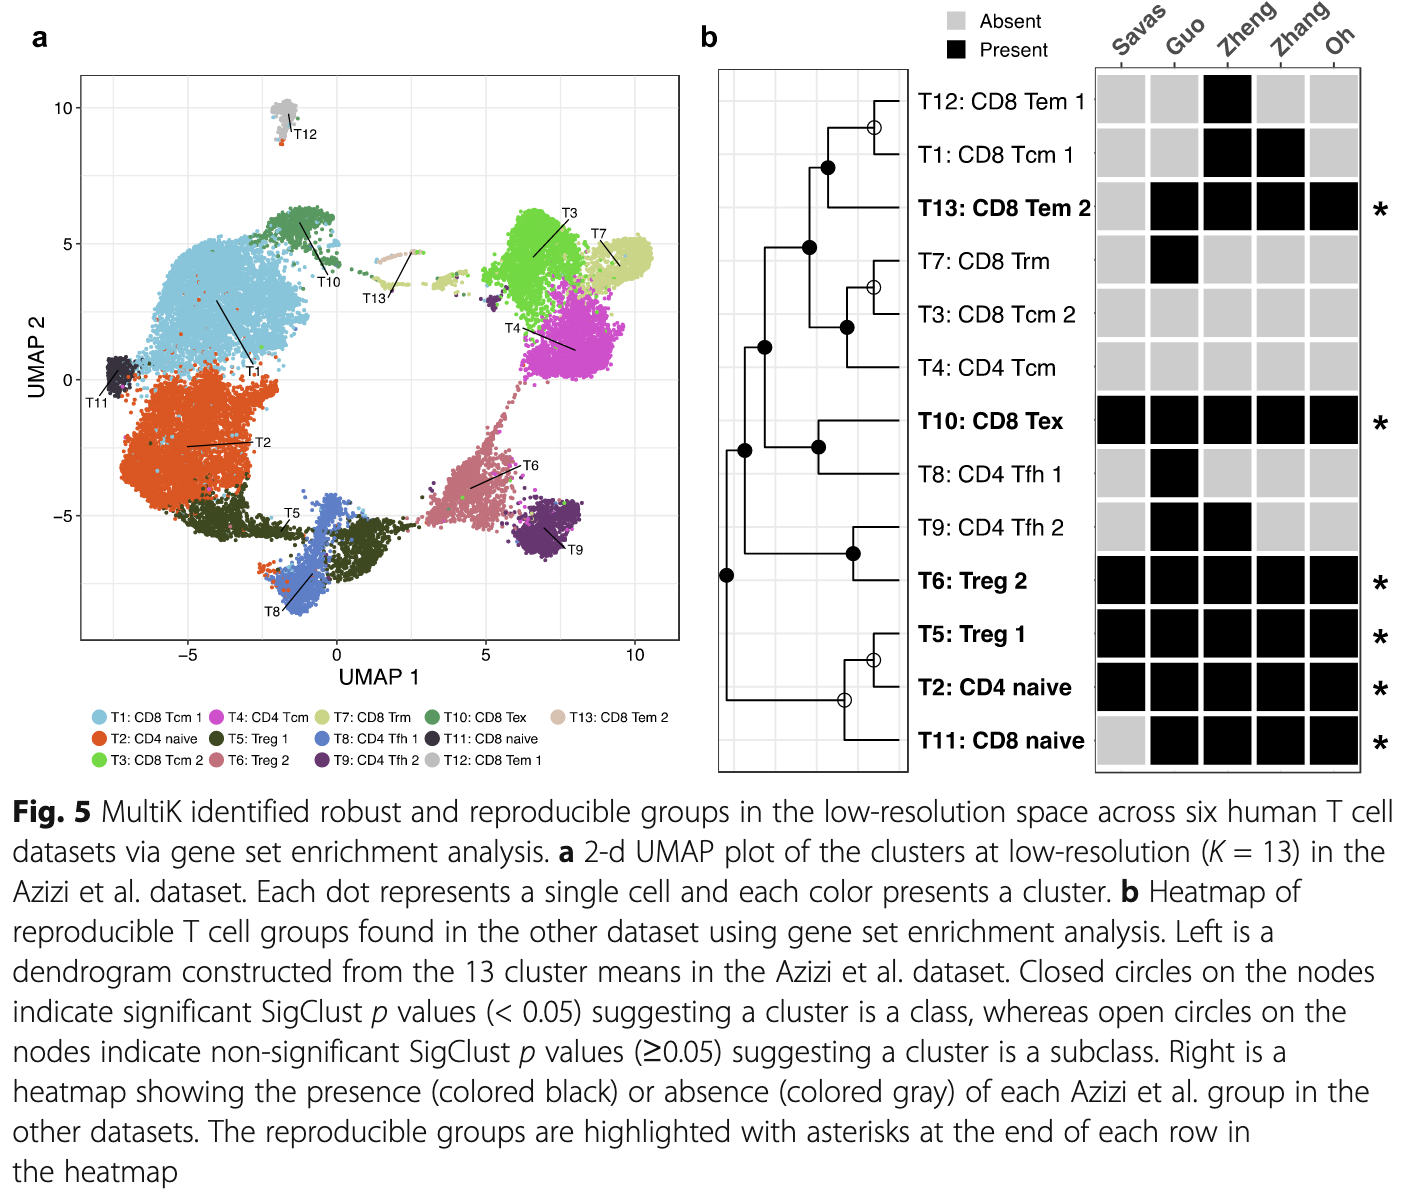 a
b
Absent
Present
Savas
Guo
Zheng
Zhang
Oh
10
5
0
−5
UMAP 2
−5
0
5
10
UMAP 1
T12
T3
T7
T10
T13
T4
T1
T11
T2
T6
T5
T9
T8
T1: CD8 Tcm 1
T4: CD4 Tcm
T7: CD8 Trm
T10: CD8 Tex
T13: CD8 Tem 2
T2: CD4 naive
T5: Treg 1
T8: CD4 Tfh 1
T11: CD8 naive
T3: CD8 Tcm 2
T6: Treg 2
T9: CD4 Tfh 2
T12: CD8 Tem 1
T12: CD8 Tem 1
T1: CD8 Tcm 1
T13: CD8 Tem 2 *
T7: CD8 Trm
T3: CD8 Tcm 2
T4: CD4 Tcm
T10: CD8 Tex *
T8: CD4 Tfh 1
T9: CD4 Tfh 2
T6: Treg 2 *
T5: Treg 1 *
T2: CD4 naive *
T11: CD8 naive *
Fig. 5 MultiK identified robust and reproducible groups in the low-resolution space across six human T cell
datasets via gene set enrichment analysis. a 2-d UMAP plot of the clusters at low-resolution (K = 13) in the
Azizi et al. dataset. Each dot represents a single cell and each color presents a cluster. b Heatmap of
reproducible T cell groups found in the other dataset using gene set enrichment analysis. Left is a
dendrogram constructed from the 13 cluster means in the Azizi et al. dataset. Closed circles on the nodes
indicate significant SigClust p values (< 0.05) suggesting a cluster is a class, whereas open circles on the
nodes indicate non-significant SigClust p values (≥0.05) suggesting a cluster is a subclass. Right is a
heatmap showing the presence (colored black) or absence (colored gray) of each Azizi et al. group in the
other datasets. The reproducible groups are highlighted with asterisks at the end of each row in
the heatmap